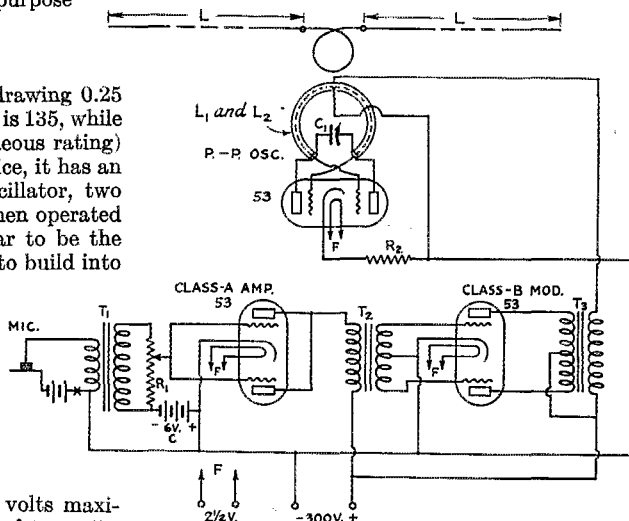 purpose
L L
drawing 0.25
is 135, while
eous rating)
ice, it has an
cillator, two
hen operated
ar to be the
to build into
L1 and L2
C1
P.-P. OSC.
53
F
R2
CLASS-A AMP.
53
CLASS-B MOD.
53
MIC.
T1
T2
T3
R1
F
F
- 6V. +
C
F
2½V.
-300V. +
volts maxi-